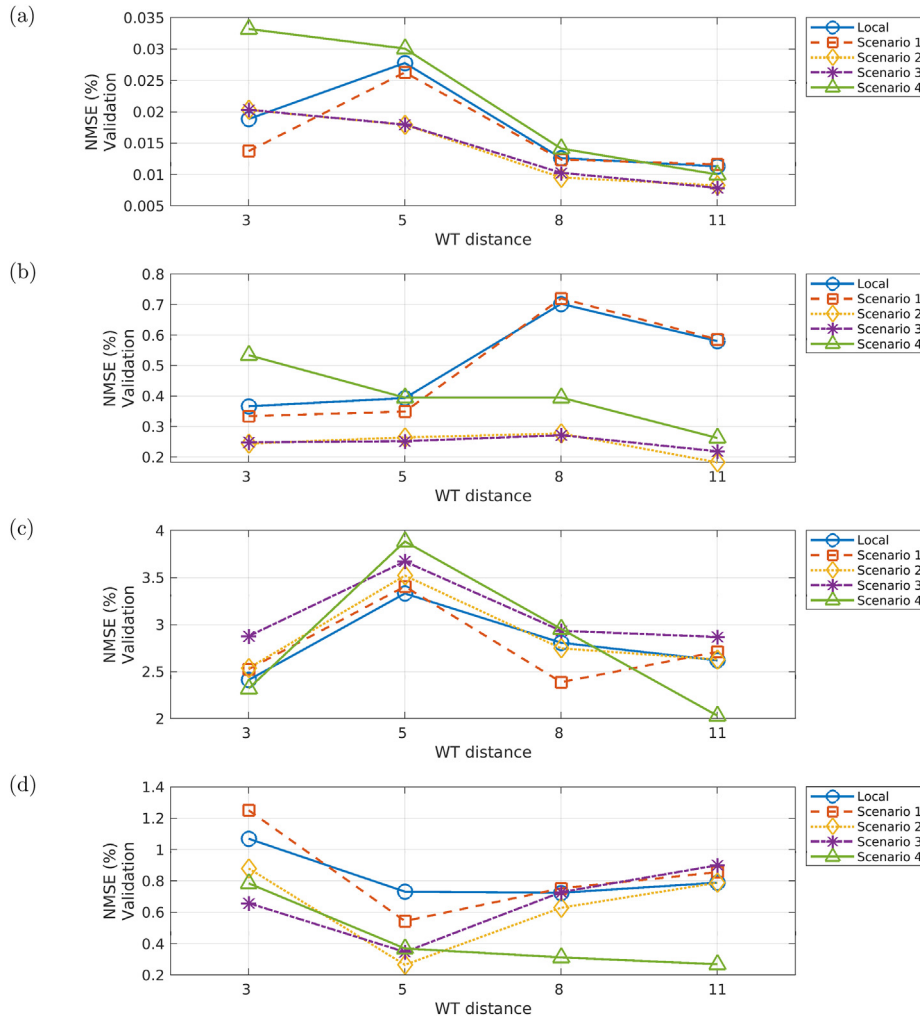 (a)
0.035
0.03
0.025
0.02
0.015
0.01
0.005
NMSE (%)
Validation
3
5
8
11
WT distance
Local
Scenario 1
Scenario 2
Scenario 3
Scenario 4
(b)
0.8
0.7
0.6
0.5
0.4
0.3
0.2
NMSE (%)
Validation
3
5
8
11
WT distance
Local
Scenario 1
Scenario 2
Scenario 3
Scenario 4
(c)
4
3.5
3
2.5
2
NMSE (%)
Validation
3
5
8
11
WT distance
Local
Scenario 1
Scenario 2
Scenario 3
Scenario 4
(d)
1.4
1.2
1
0.8
0.6
0.4
0.2
NMSE (%)
Validation
3
5
8
11
WT distance
Local
Scenario 1
Scenario 2
Scenario 3
Scenario 4